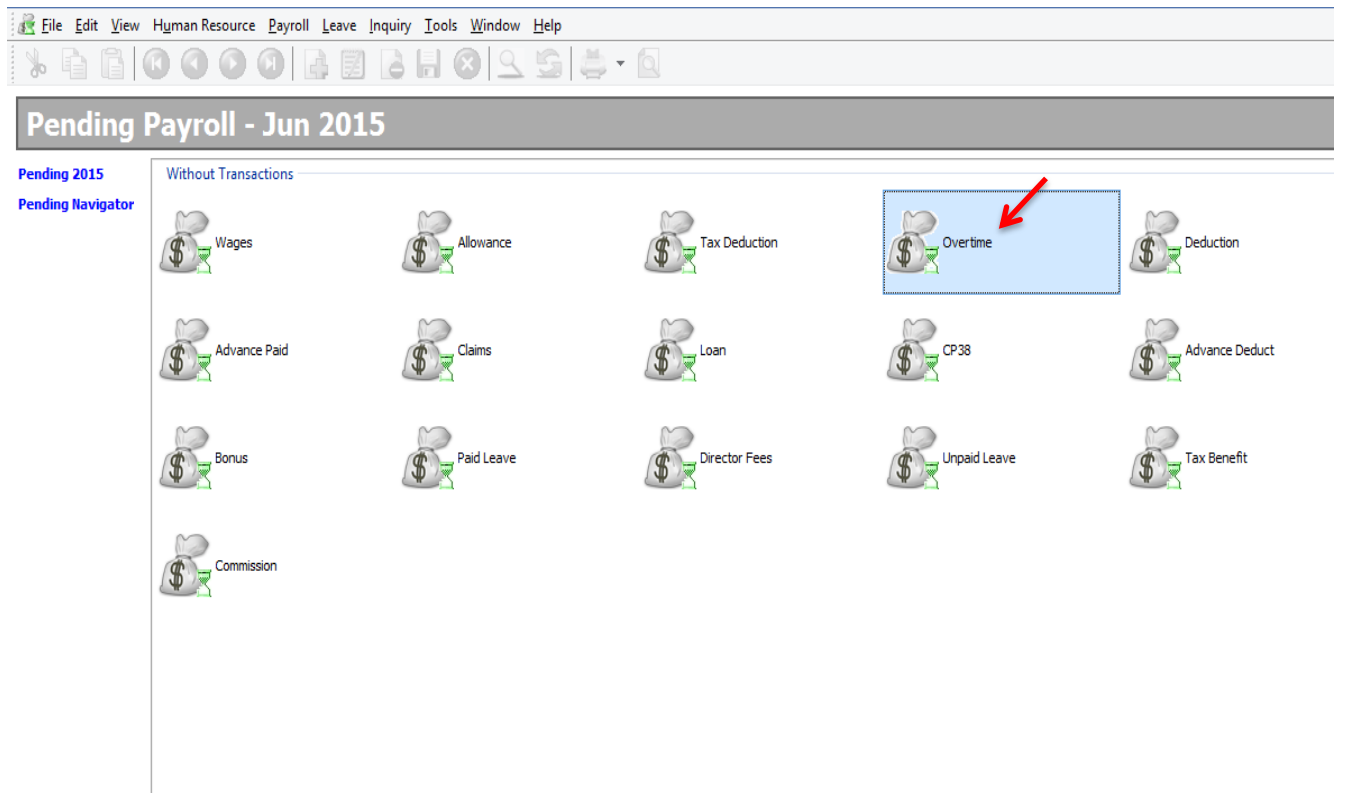 File Edit View Human Resource Payroll Leave Inquiry Tools Window Help
Pending Payroll - Jun 2015
Pending 2015
Pending Navigator
Without Transactions
Wages Allowance Tax Deduction Overtime Deduction
Advance Paid Claims Loan CP38 Advance Deduct
Bonus Paid Leave Director Fees Unpaid Leave Tax Benefit
Commission